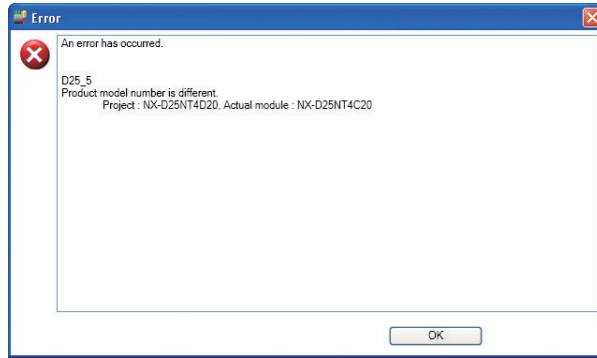 Error
An error has occurred.
D25_5
Product model number is different.
Project : NX-D25NT4D20, Actual module : NX-D25NT4C20
OK